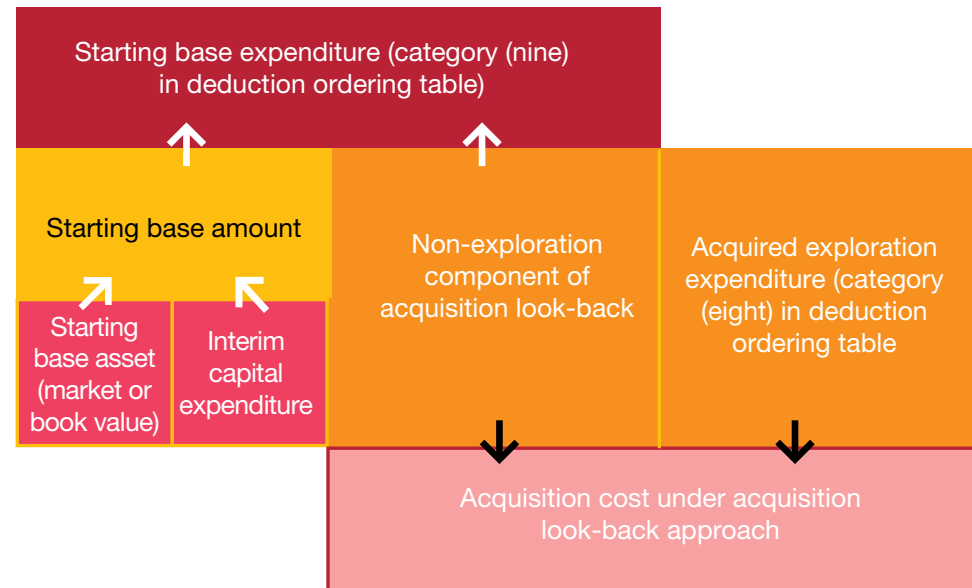 Starting base expenditure (category (nine)
in deduction ordering table)
Starting base amount
Starting
base asset
(market or
book value)
Interim
capital
expenditure
Non-exploration
component of
acquisition look-back
Acquired exploration
expenditure (category
(eight) in deduction
ordering table
Acquisition cost under acquisition
look-back approach